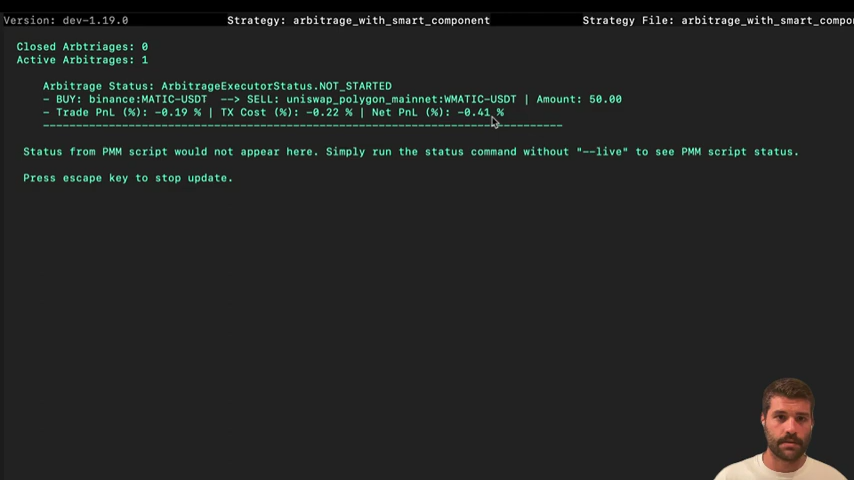 Version: dev-1.19.0 Strategy: arbitrage_with_smart_component Strategy File: arbitrage_with_smart_compo
Closed Arbtriages: 0
Active Arbitrages: 1
Arbitrage Status: ArbitrageExecutorStatus.NOT_STARTED
- BUY: binance:MATIC-USDT --> SELL: uniswap_polygon_mainnet:WMATIC-USDT | Amount: 50.00
- Trade PnL (%): -0.19 % | TX Cost (%): -0.22 % | Net PnL (%): -0.41 %
-------------------------------------------------------------------------------
Status from PMM script would not appear here. Simply run the status command without "--live" to see PMM script status.
Press escape key to stop update.